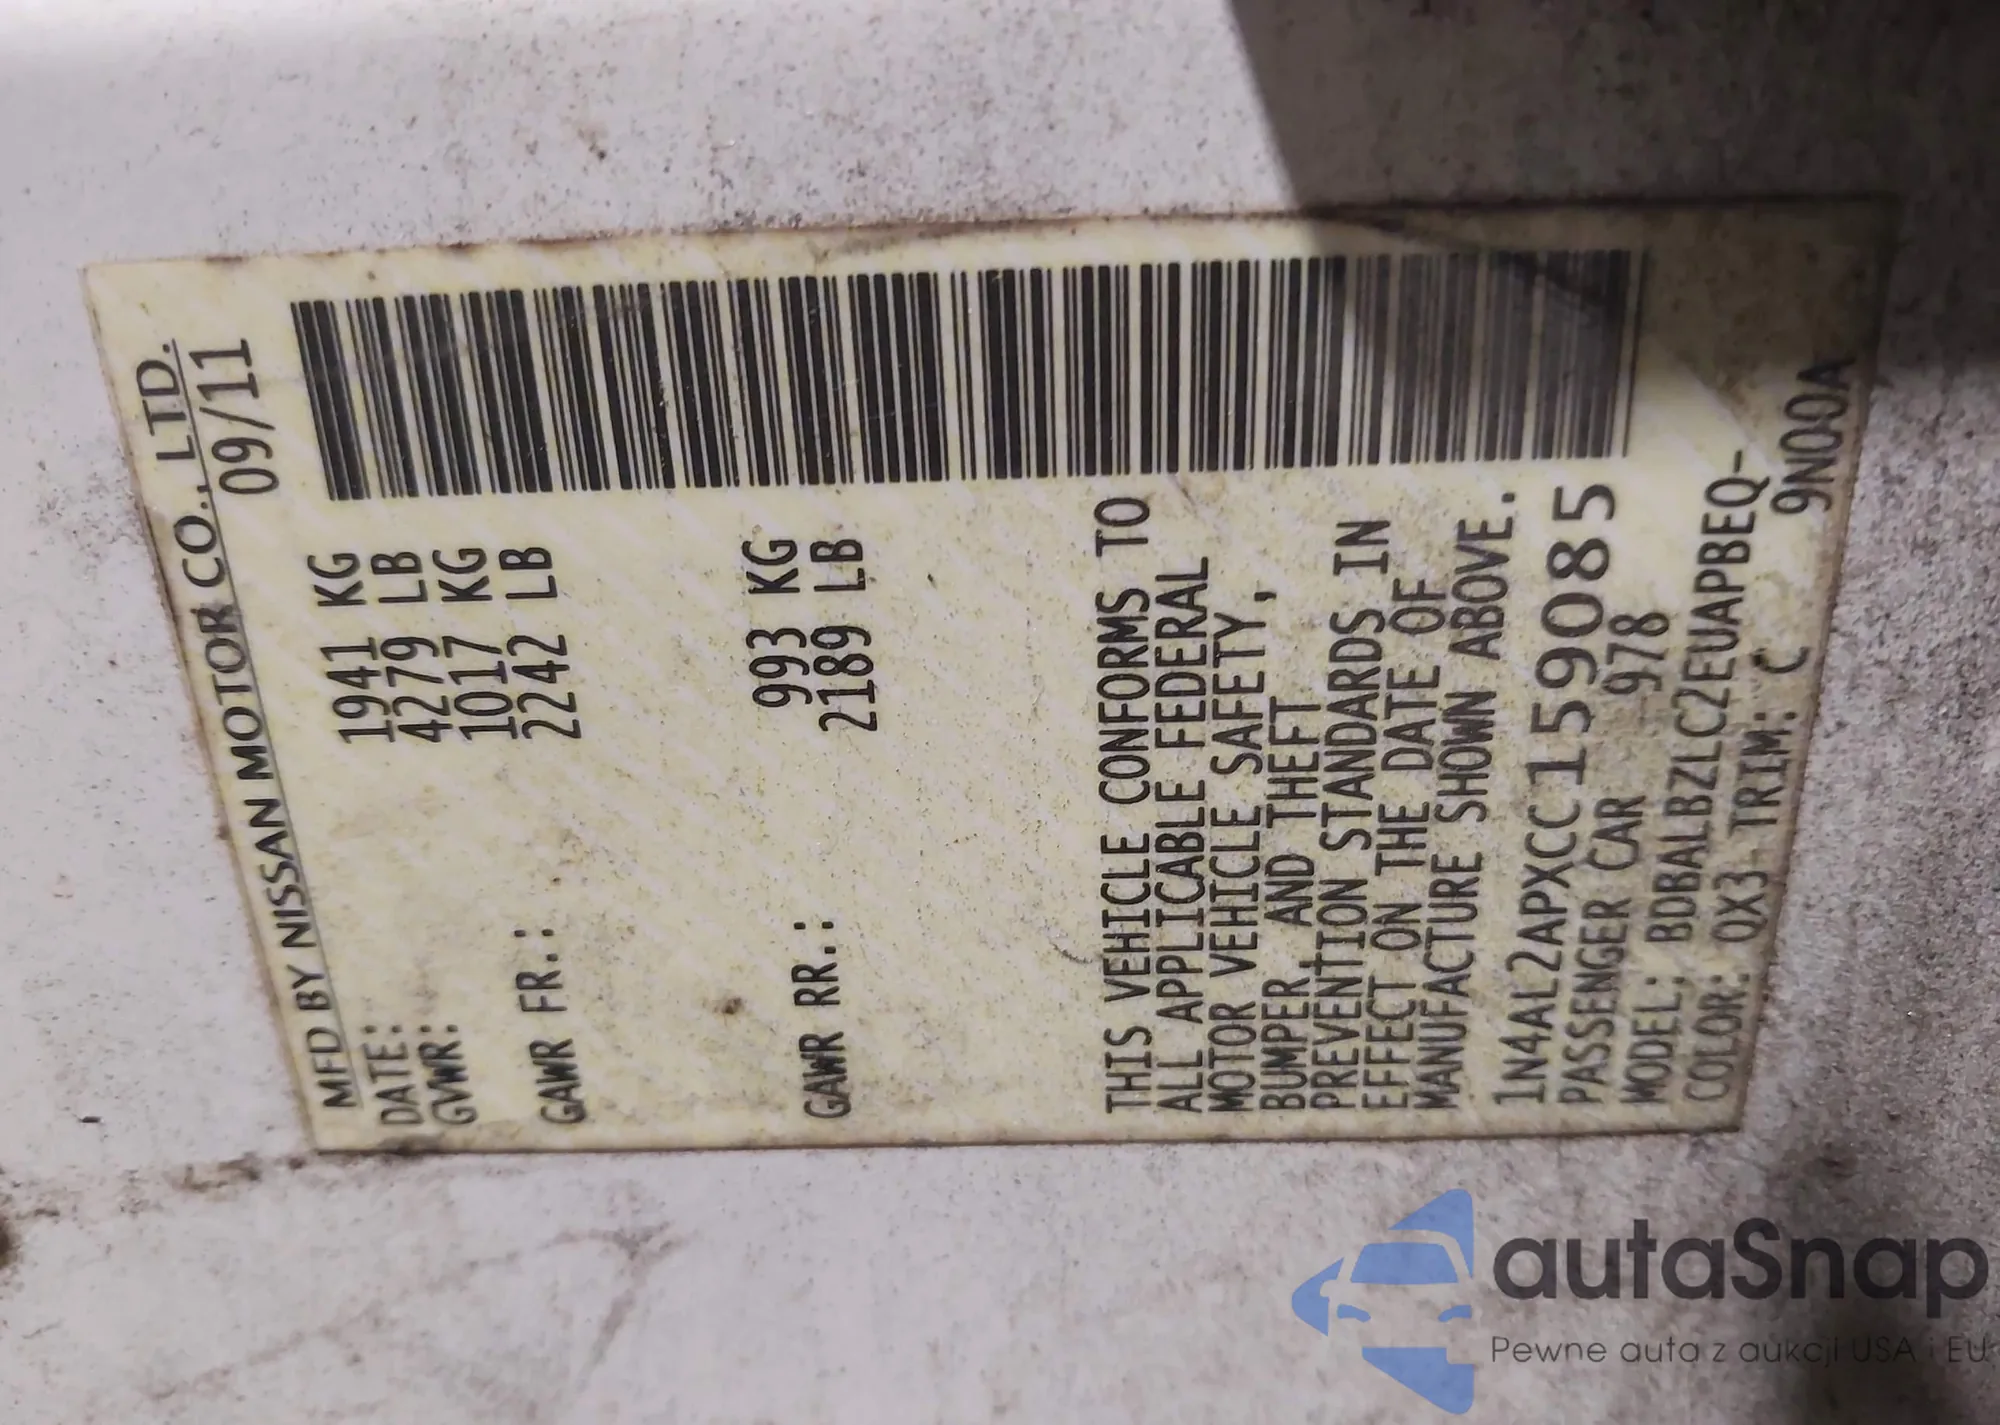 MFD BY NISSAN MOTOR CO., LTD.
DATE: 09/11
GVWR: 1941 KG
4279 LB
GAWR FR.: 1017 KG
2242 LB
GAWR RR.: 993 KG
2189 LB
THIS VEHICLE CONFORMS TO
ALL APPLICABLE FEDERAL
MOTOR VEHICLE SAFETY,
BUMPER, AND THEFT
PREVENTION STANDARDS IN
EFFECT ON THE DATE OF
MANUFACTURE SHOWN ABOVE.
1N4AL2APXCC159085
PASSENGER CAR 978
MODEL: BDBALBZLC2EUAPBEQ-
COLOR: QX3 TRIM: C 9N00A
autaSnap
Pewne auta z aukcji USA i EU